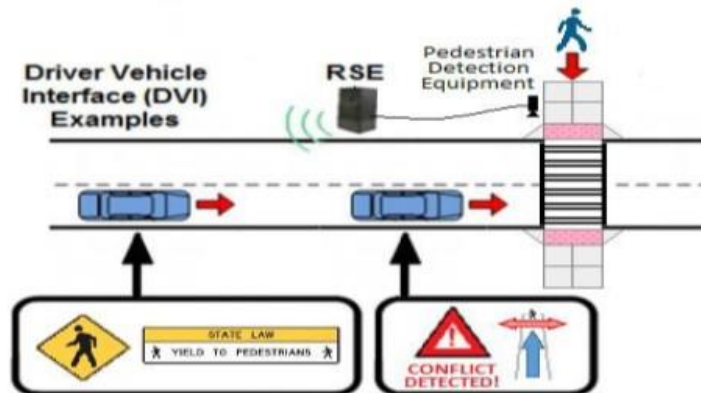 Driver Vehicle
Interface (DVI)
Examples
RSE
Pedestrian
Detection
Equipment
STATE LAW
YIELD TO PEDESTRIANS
CONFLICT
DETECTED!